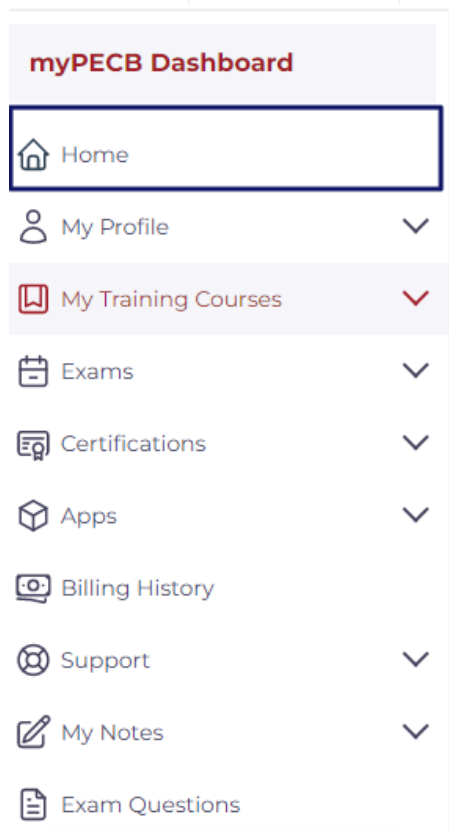 myPECB Dashboard
Home
My Profile
My Training Courses
Exams
Certifications
Apps
Billing History
Support
My Notes
Exam Questions